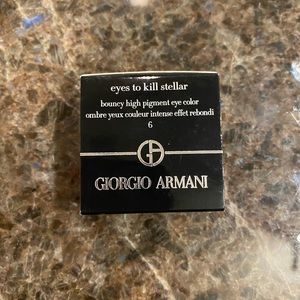 eyes to kill stellar
bouncy high pigment eye color
ombre yeux couleur intense effet rebondi
6
GIORGIO ARMANI